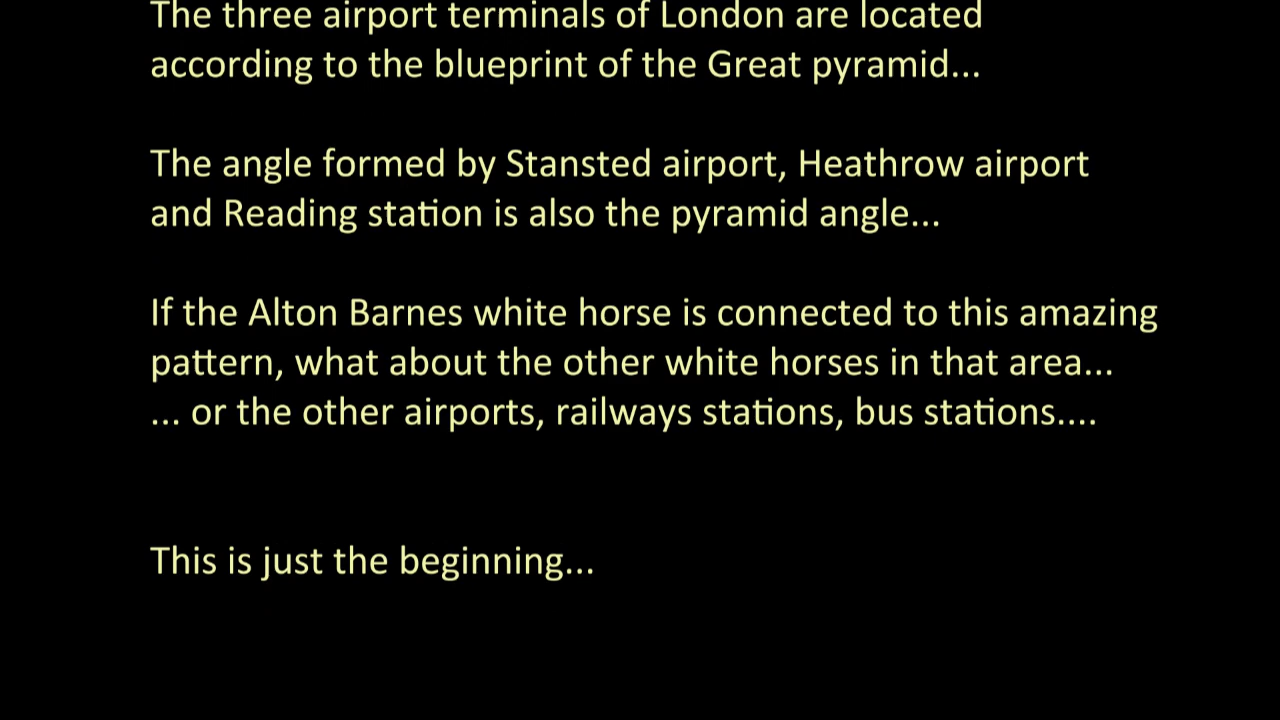 The three airport terminals of London are located
according to the blueprint of the Great pyramid...
The angle formed by Stansted airport, Heathrow airport
and Reading station is also the pyramid angle...
If the Alton Barnes white horse is connected to this amazing
pattern, what about the other white horses in that area...
... or the other airports, railways stations, bus stations....
This is just the beginning...